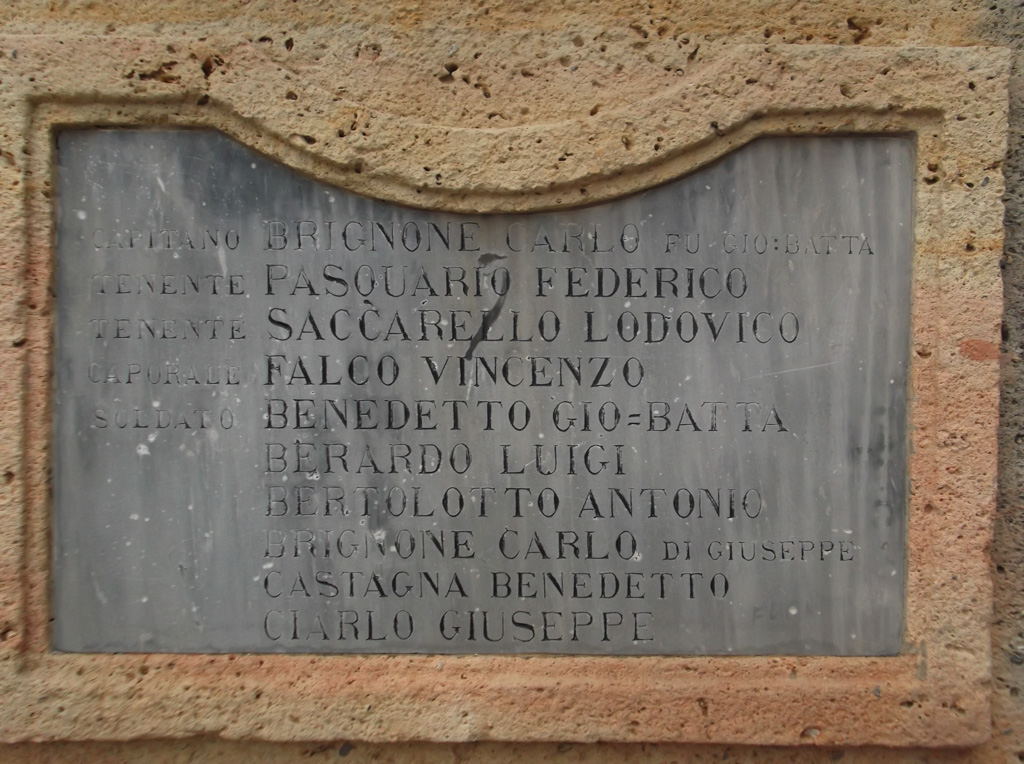 CAPITANO BRIGNONE CARLO FU GIO:BATTA
TENENTE PASQUARIO FEDERICO
TENENTE SACCARELLO LODOVICO
CAPORALE FALCO VINCENZO
SOLDATO BENEDETTO GIO=BATTA
BERARDO LUIGI
BERTOLOTTO ANTONIO
BRIGNONE CARLO DI GIUSEPPE
CASTAGNA BENEDETTO
CIARLO GIUSEPPE